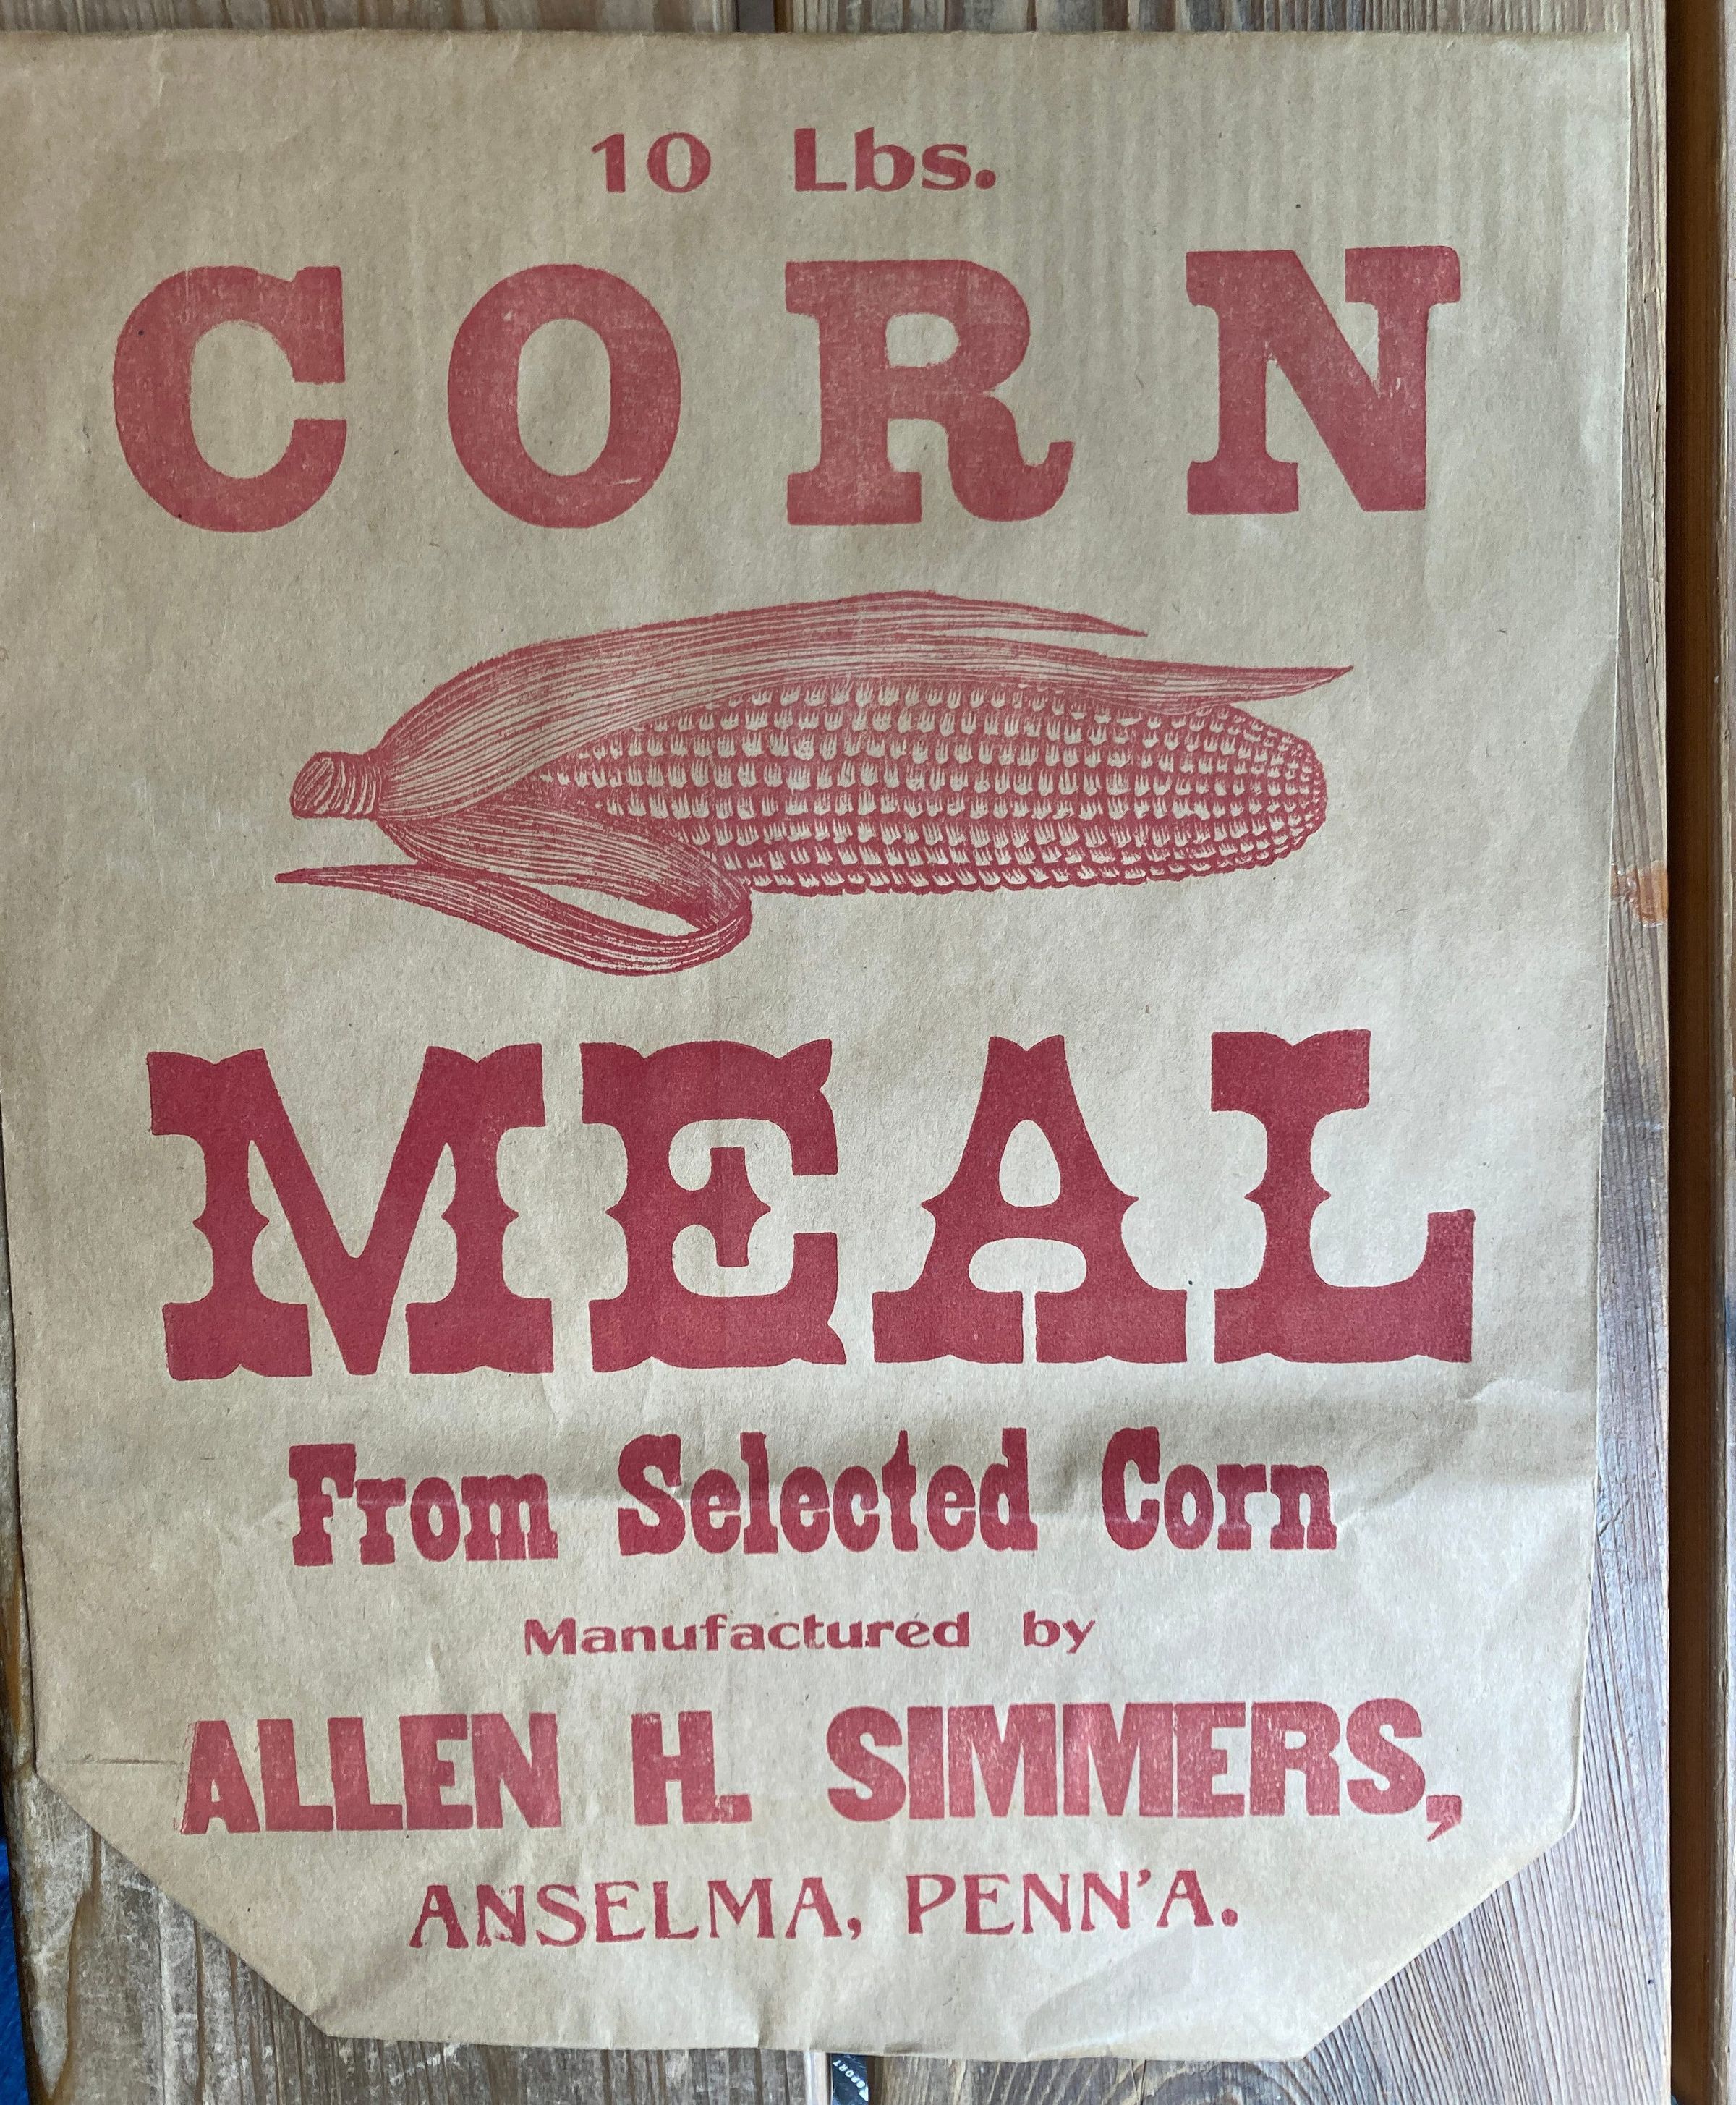 10 Lbs.
CORN
MEAL
From Selected Corn
Manufactured by
ALLEN H. SIMMERS,
ANSELMA, PENN'A.